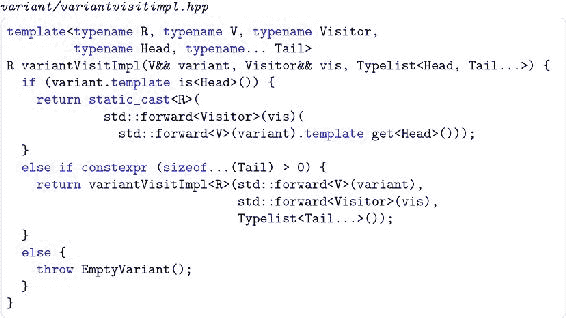 variant/variantvisitimpl.hpp
template<typename R, typename V, typename Visitor,
         typename Head, typename... Tail>
R variantVisitImpl(V&& variant, Visitor&& vis, Typelist<Head, Tail...>) {
  if (variant.template is<Head>()) {
    return static_cast<R>(
             std::forward<Visitor>(vis)(
               std::forward<V>(variant).template get<Head>()));
  }
  else if constexpr (sizeof...(Tail) > 0) {
    return variantVisitImpl<R>(std::forward<V>(variant),
                               std::forward<Visitor>(vis),
                               Typelist<Tail...>());
  }
  else {
    throw EmptyVariant();
  }
}